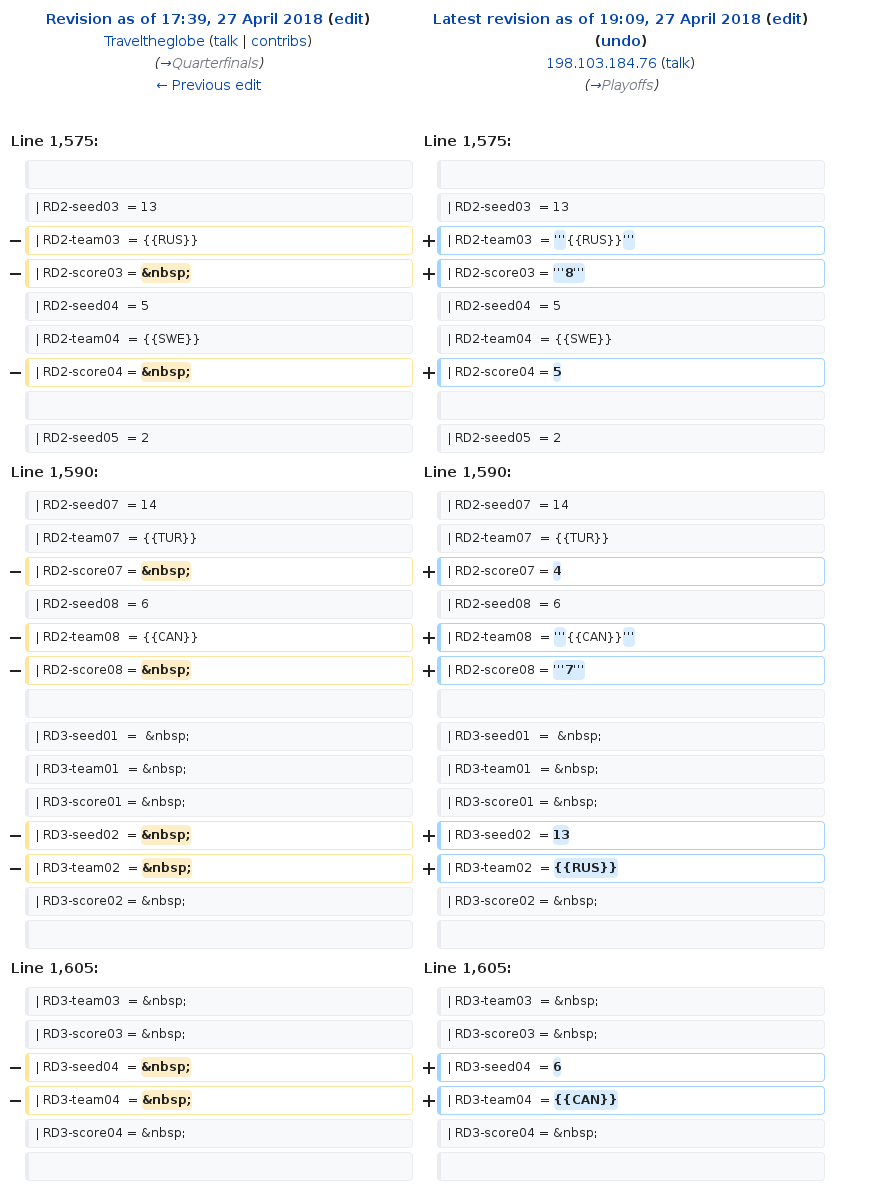 Revision as of 17:39, 27 April 2018 (edit)
Traveltheglobe (talk | contribs)
(→Quarterfinals)
← Previous edit
Latest revision as of 19:09, 27 April 2018 (edit)
(undo)
198.103.184.76 (talk)
(→Playoffs)
Line 1,575:
Line 1,575:
| RD2-seed03 = 13
| RD2-seed03 = 13
− | RD2-team03 = {{RUS}}
+ | RD2-team03 = '''{{RUS}}'''
− | RD2-score03 = &nbsp;
+ | RD2-score03 = '''8'''
| RD2-seed04 = 5
| RD2-seed04 = 5
| RD2-team04 = {{SWE}}
| RD2-team04 = {{SWE}}
− | RD2-score04 = &nbsp;
+ | RD2-score04 = 5
| RD2-seed05 = 2
| RD2-seed05 = 2
Line 1,590:
Line 1,590:
| RD2-seed07 = 14
| RD2-seed07 = 14
| RD2-team07 = {{TUR}}
| RD2-team07 = {{TUR}}
− | RD2-score07 = &nbsp;
+ | RD2-score07 = 4
| RD2-seed08 = 6
| RD2-seed08 = 6
− | RD2-team08 = {{CAN}}
+ | RD2-team08 = '''{{CAN}}'''
− | RD2-score08 = &nbsp;
+ | RD2-score08 = '''7'''
| RD3-seed01 = &nbsp;
| RD3-seed01 = &nbsp;
| RD3-team01 = &nbsp;
| RD3-team01 = &nbsp;
| RD3-score01 = &nbsp;
| RD3-score01 = &nbsp;
− | RD3-seed02 = &nbsp;
+ | RD3-seed02 = 13
− | RD3-team02 = &nbsp;
+ | RD3-team02 = {{RUS}}
| RD3-score02 = &nbsp;
| RD3-score02 = &nbsp;
Line 1,605:
Line 1,605:
| RD3-team03 = &nbsp;
| RD3-team03 = &nbsp;
| RD3-score03 = &nbsp;
| RD3-score03 = &nbsp;
− | RD3-seed04 = &nbsp;
+ | RD3-seed04 = 6
− | RD3-team04 = &nbsp;
+ | RD3-team04 = {{CAN}}
| RD3-score04 = &nbsp;
| RD3-score04 = &nbsp;